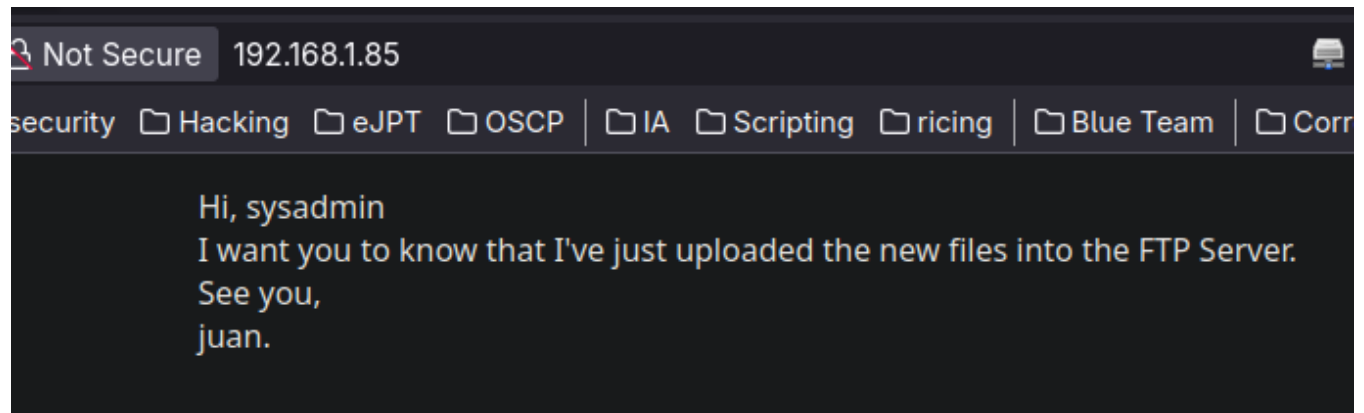 Not Secure 192.168.1.85
security Hacking eJPT OSCP IA Scripting ricing Blue Team Corr
Hi, sysadmin
I want you to know that I've just uploaded the new files into the FTP Server.
See you,
juan.